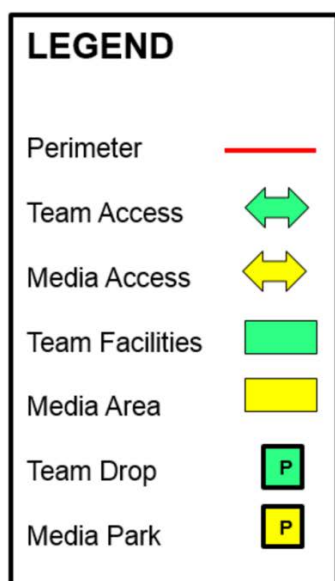 LEGEND
Perimeter
Team Access
Media Access
Team Facilities
Media Area
Team Drop P
Media Park P